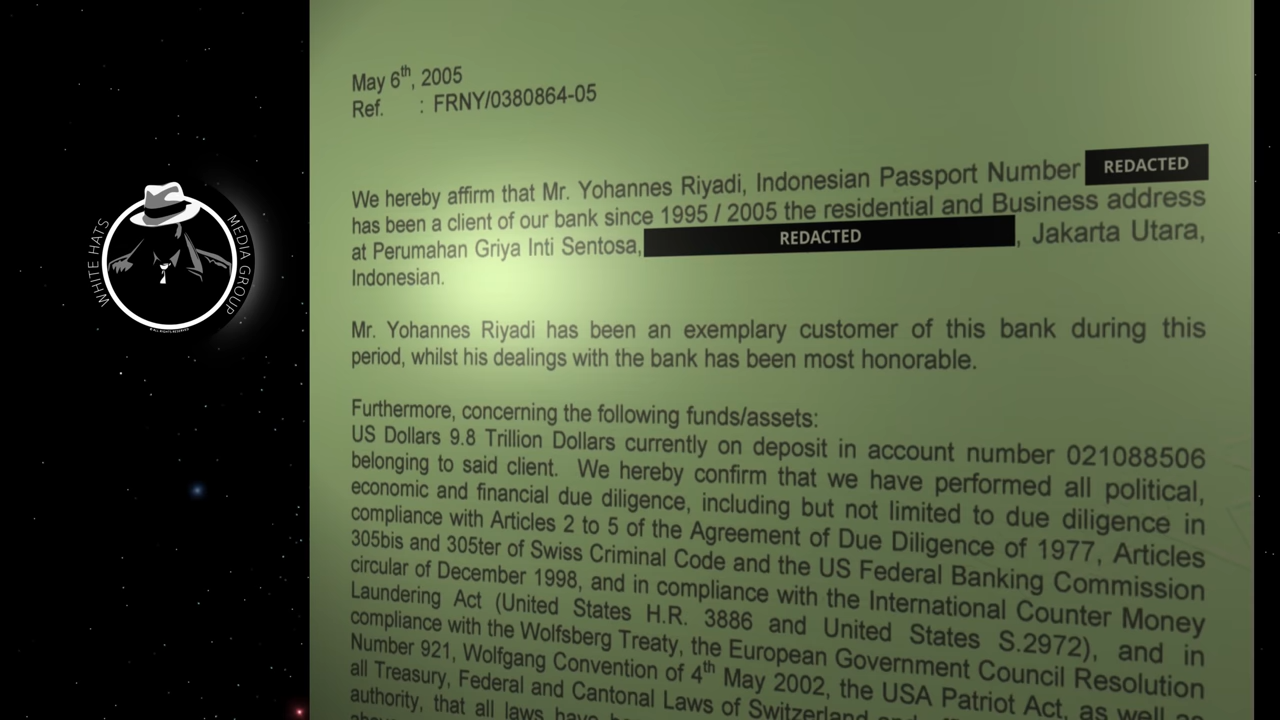 WHITE HATS
MEDIA GROUP
May 6th, 2005
Ref. : FRNY/0380864-05
We hereby affirm that Mr. Yohannes Riyadi, Indonesian Passport Number REDACTED
has been a client of our bank since 1995 / 2005 the residential and Business address
at Perumahan Griya Inti Sentosa, REDACTED, Jakarta Utara,
Indonesian.
Mr. Yohannes Riyadi has been an exemplary customer of this bank during this
period, whilst his dealings with the bank has been most honorable.
Furthermore, concerning the following funds/assets:
US Dollars 9.8 Trillion Dollars currently on deposit in account number 021088506
belonging to said client. We hereby confirm that we have performed all political,
economic and financial due diligence, including but not limited to due diligence in
compliance with Articles 2 to 5 of the Agreement of Due Diligence of 1977, Articles
305bis and 305ter of Swiss Criminal Code and the US Federal Banking Commission
circular of December 1998, and in compliance with the International Counter Money
Laundering Act (United States H.R. 3886 and United States S.2972), and in
compliance with the Wolfsberg Treaty, the European Government Council Resolution
Number 921, Wolfgang Convention of 4th May 2002, the USA Patriot Act, as well as
all Treasury, Federal and Cantonal Laws of Switzerland and
authority, that all laws have